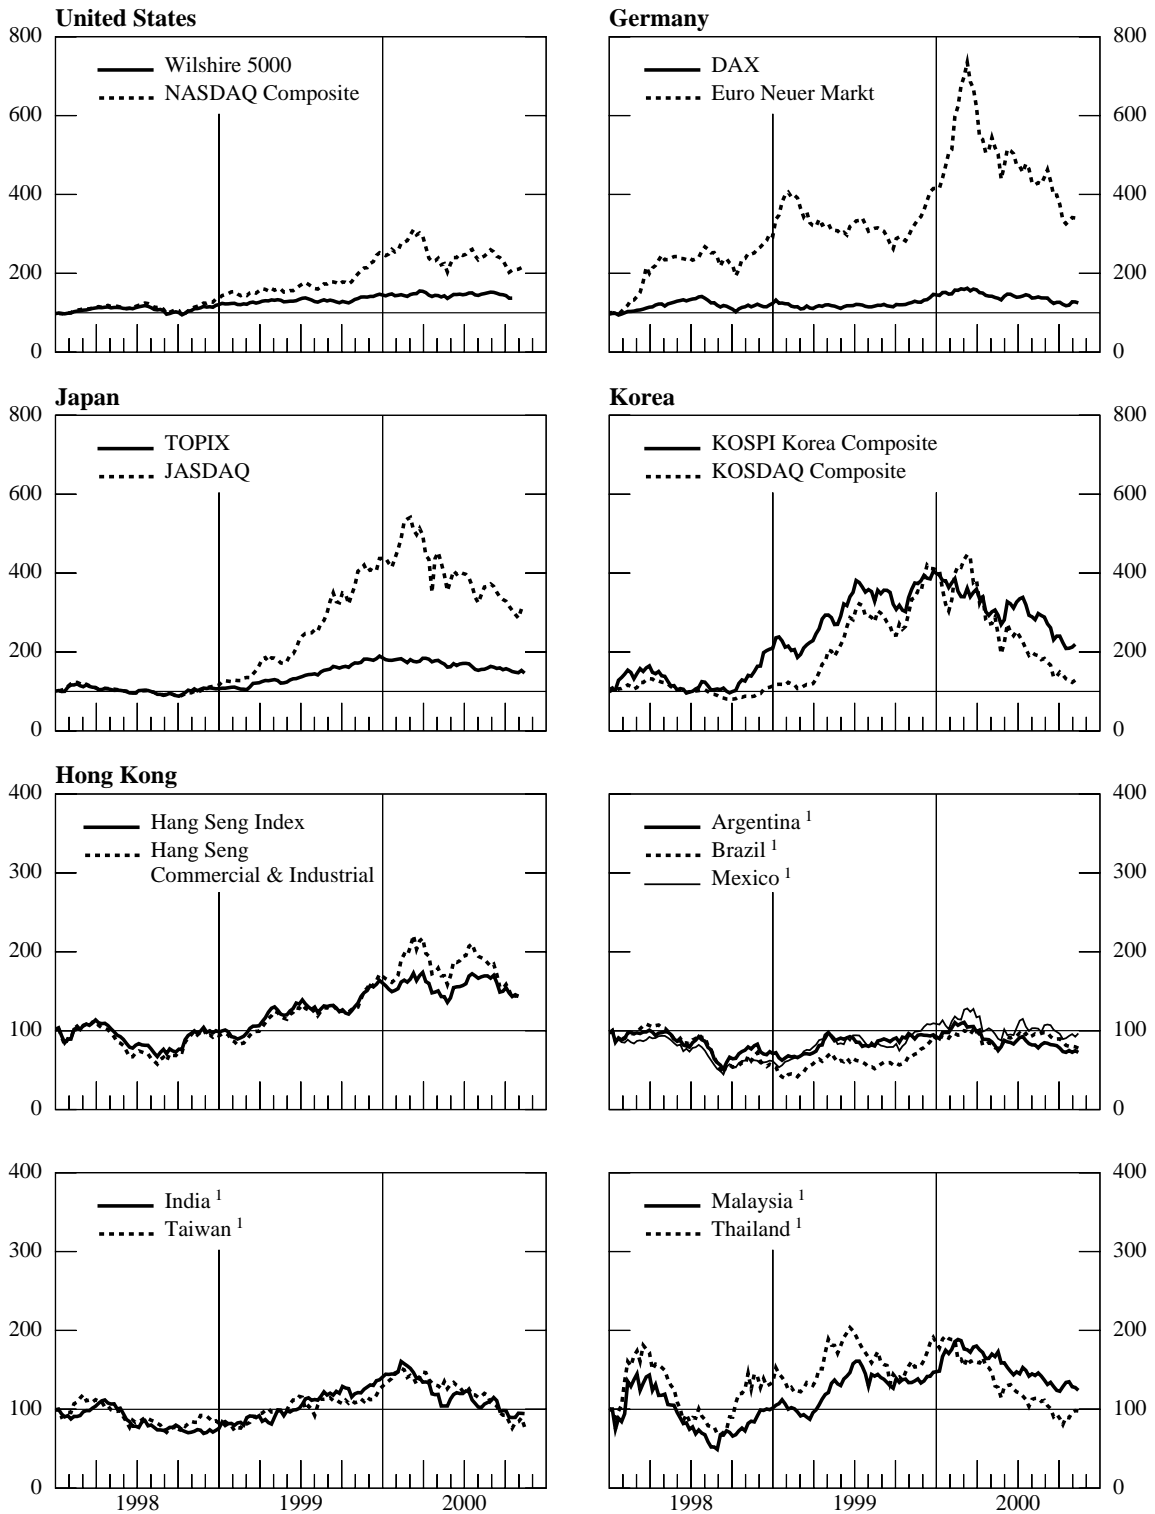 United States
800
600
400
200
0
Wilshire 5000
NASDAQ Composite
Germany
800
600
400
200
0
DAX
Euro Neuer Markt
Japan
800
600
400
200
0
TOPIX
JASDAQ
Korea
800
600
400
200
0
KOSPI Korea Composite
KOSDAQ Composite
Hong Kong
400
300
200
100
0
Hang Seng Index
Hang Seng
Commercial & Industrial
400
300
200
100
0
Argentina 1
Brazil 1
Mexico 1
400
300
200
100
0
India 1
Taiwan 1
1998 1999 2000
400
300
200
100
0
Malaysia 1
Thailand 1
1998 1999 2000